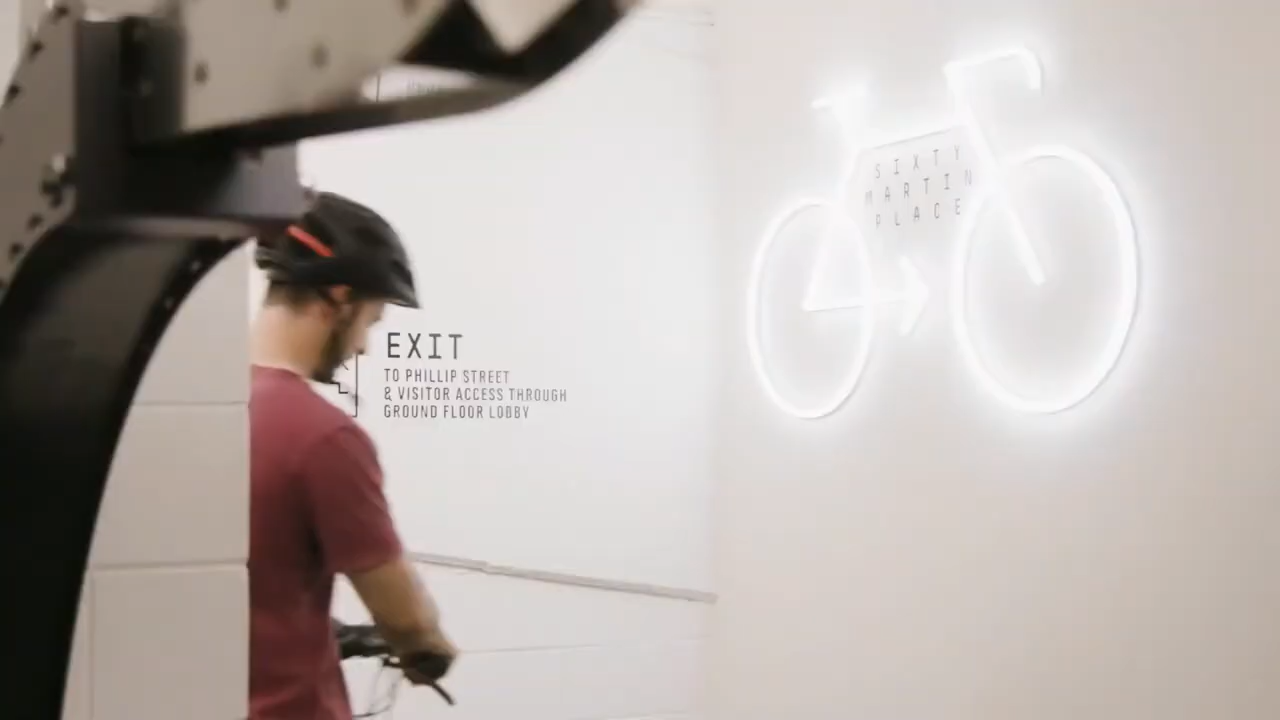 EXIT
TO PHILLIP STREET
& VISITOR ACCESS THROUGH
GROUND FLOOR LOBBY
SIXTY
MARTIN
PLACE